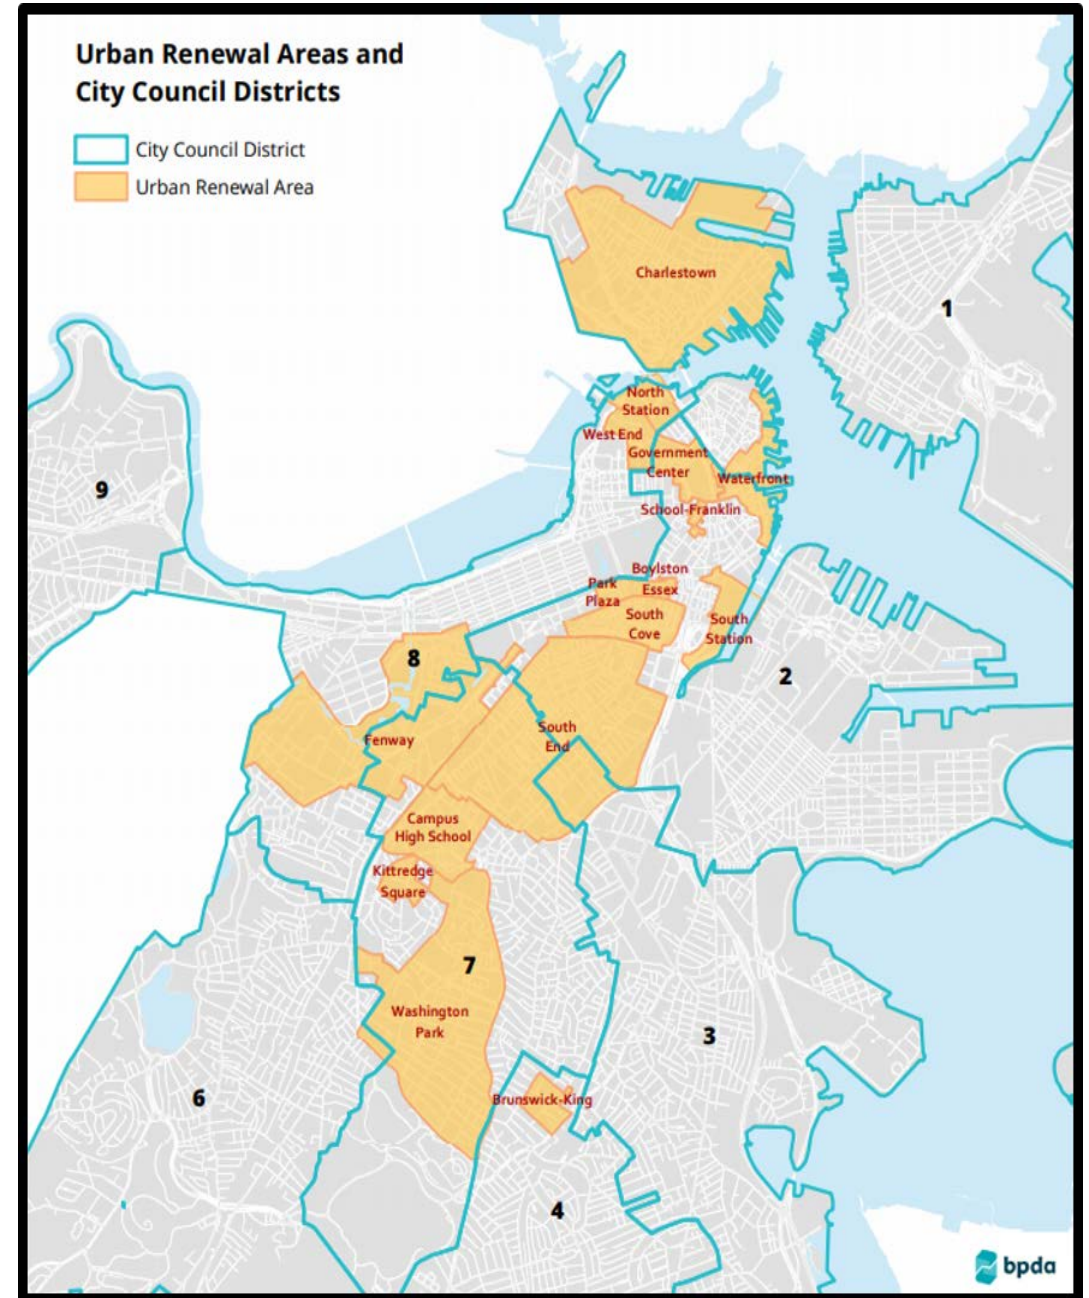 Urban Renewal Areas and
City Council Districts
City Council District
Urban Renewal Area
Charlestown
1
North
Station
West End
Government
Center
Waterfront
9
School-Franklin
Boylston
Essex
Park
Plaza
South
Cove
South
Station
8
2
Fenway
South
End
Campus
High School
Kittredge
Square
7
Washington
Park
3
6
Brunswick-King
4
bpda